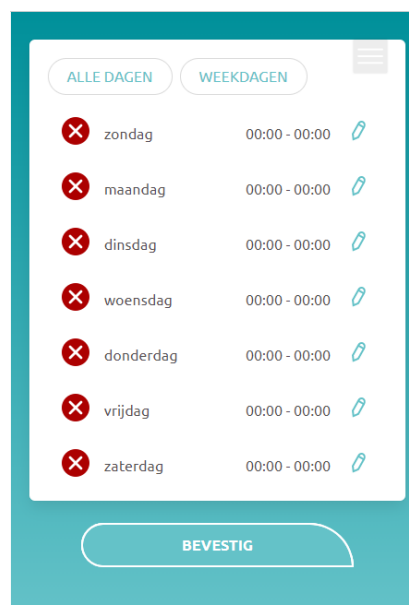 ALLE DAGEN WEEKDAGEN
zondag 00:00 - 00:00
maandag 00:00 - 00:00
dinsdag 00:00 - 00:00
woensdag 00:00 - 00:00
donderdag 00:00 - 00:00
vrijdag 00:00 - 00:00
zaterdag 00:00 - 00:00
BEVESTIG